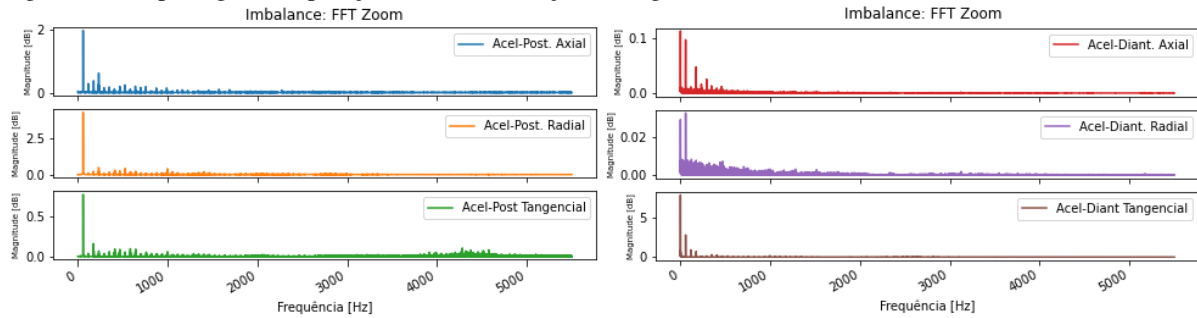 Imbalance: FFT Zoom
Magnitude [dB]
2
0
Acel-Post. Axial
Magnitude [dB]
2.5
0.0
Acel-Post. Radial
Magnitude [dB]
0.5
0.0
Acel-Post Tangencial
0
1000
2000
3000
4000
5000
Frequência [Hz]
Imbalance: FFT Zoom
Magnitude [dB]
0.1
0.0
Acel-Diant. Axial
Magnitude [dB]
0.02
0.00
Acel-Diant. Radial
Magnitude [dB]
5
0
Acel-Diant Tangencial
0
1000
2000
3000
4000
5000
Frequência [Hz]